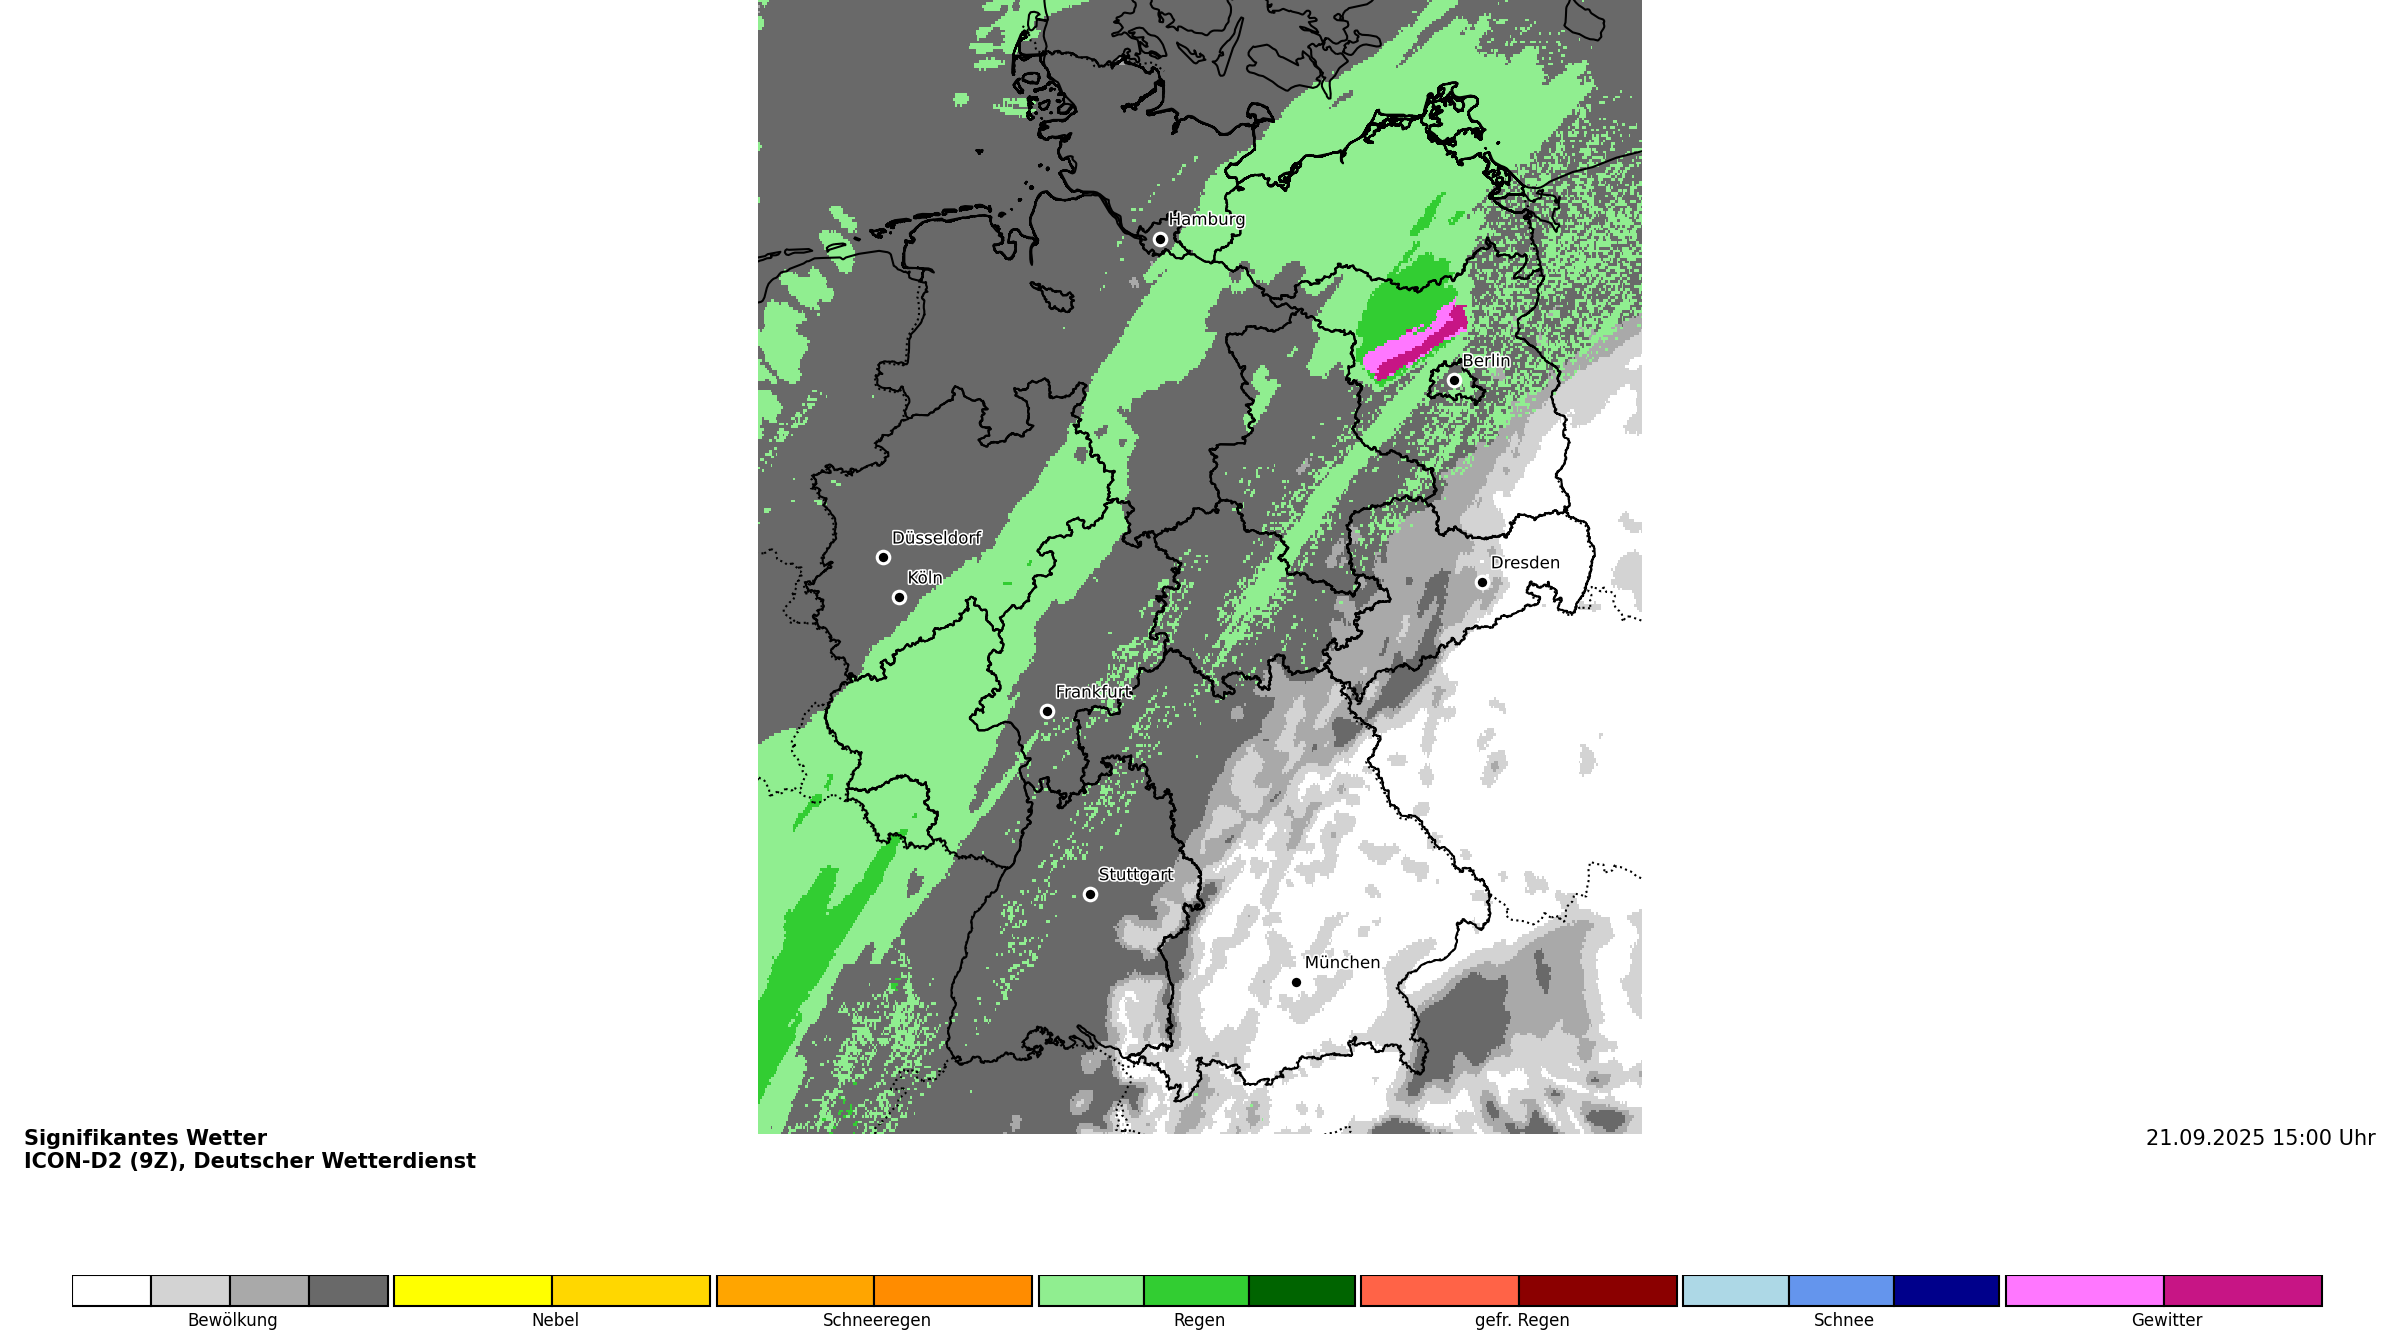 Hamburg
Berlin
Düsseldorf
Köln
Dresden
Frankfurt
Stuttgart
München
Signifikantes Wetter
ICON-D2 (9Z), Deutscher Wetterdienst
21.09.2025 15:00 Uhr
Bewölkung
Nebel
Schneeregen
Regen
gefr. Regen
Schnee
Gewitter